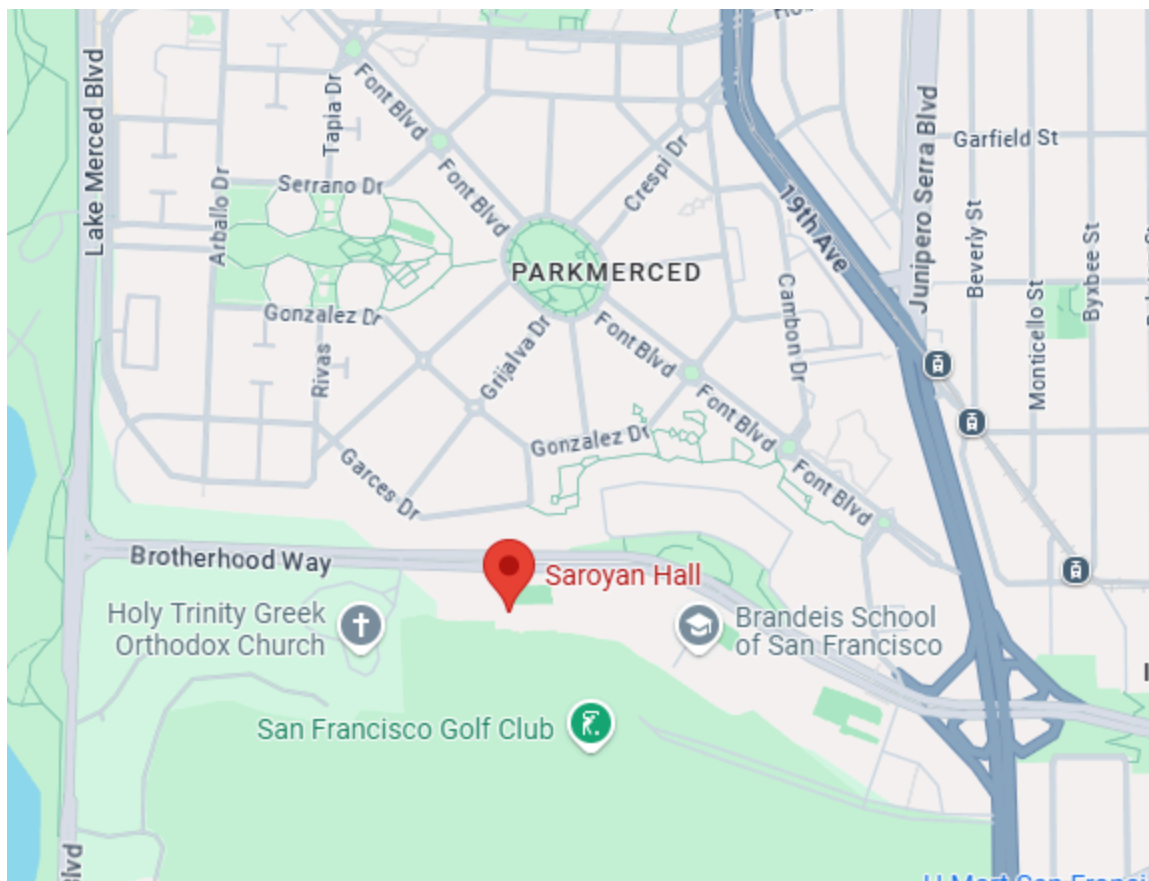 Lake Merced Blvd
Tapia Dr
Font Blvd
Font Blvd
Crespi Dr
19th Ave
Junipero Serra Blvd
Garfield St
Serrano Dr
Arballo Dr
PARKMERCED
Beverly St
Byxbee St
Monticello St
Gonzalez Dr
Rivas
Grijalva Dr
Font Blvd
Cambon Dr
Font Blvd
Gonzalez Dr
Garces Dr
Font Blvd
Brotherhood Way
Saroyan Hall
Holy Trinity Greek
Orthodox Church
Brandeis School
of San Francisco
San Francisco Golf Club
Blvd